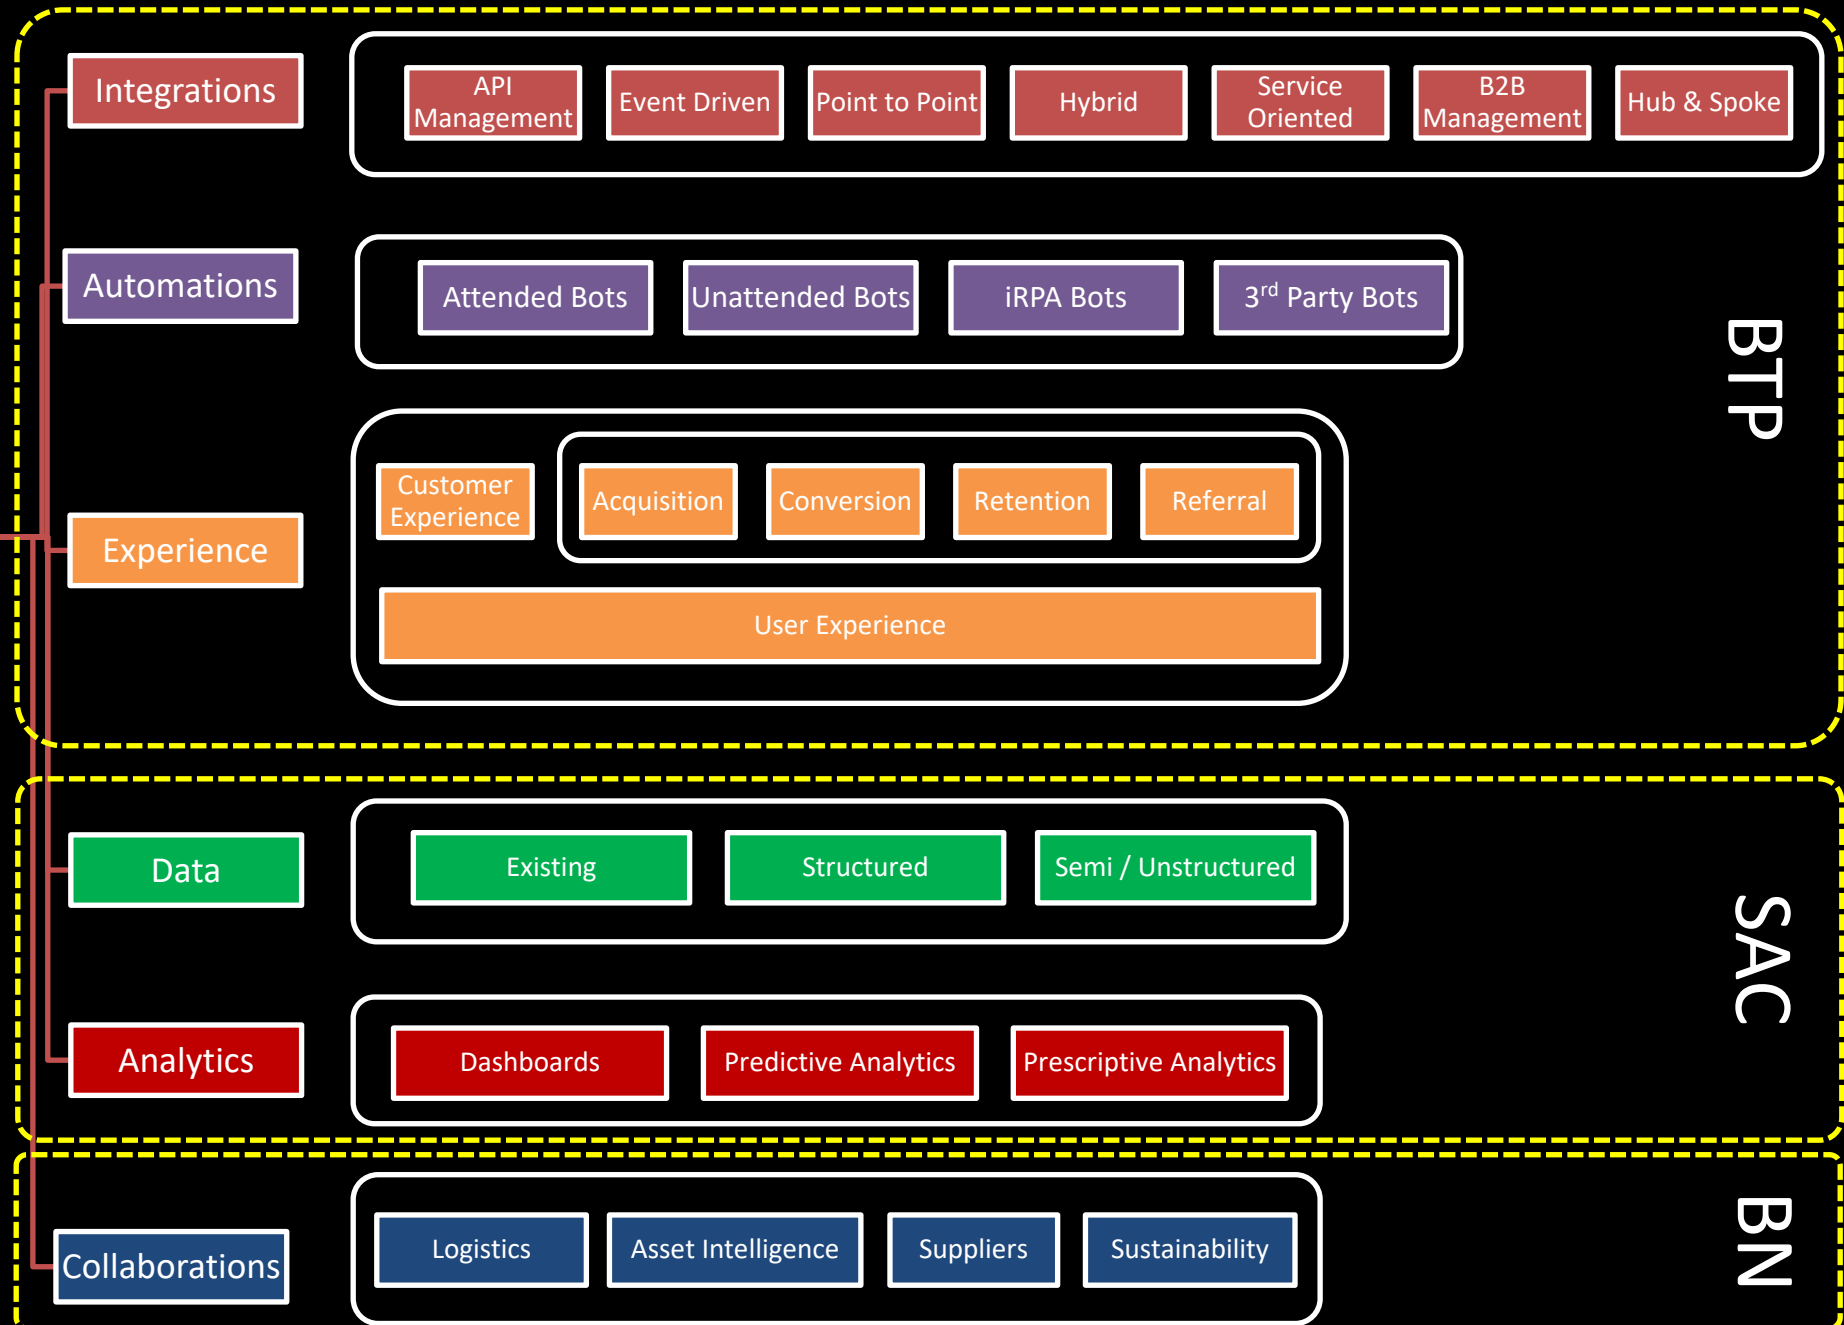 Integrations
API
Management
Event Driven
Point to Point
Hybrid
Service
Oriented
B2B
Management
Hub & Spoke
Automations
Attended Bots
Unattended Bots
iRPA Bots
3rd Party Bots
BTP
Experience
Customer
Experience
Acquisition
Conversion
Retention
Referral
User Experience
Data
Existing
Structured
Semi / Unstructured
SAC
Analytics
Dashboards
Predictive Analytics
Prescriptive Analytics
Collaborations
Logistics
Asset Intelligence
Suppliers
Sustainability
BN